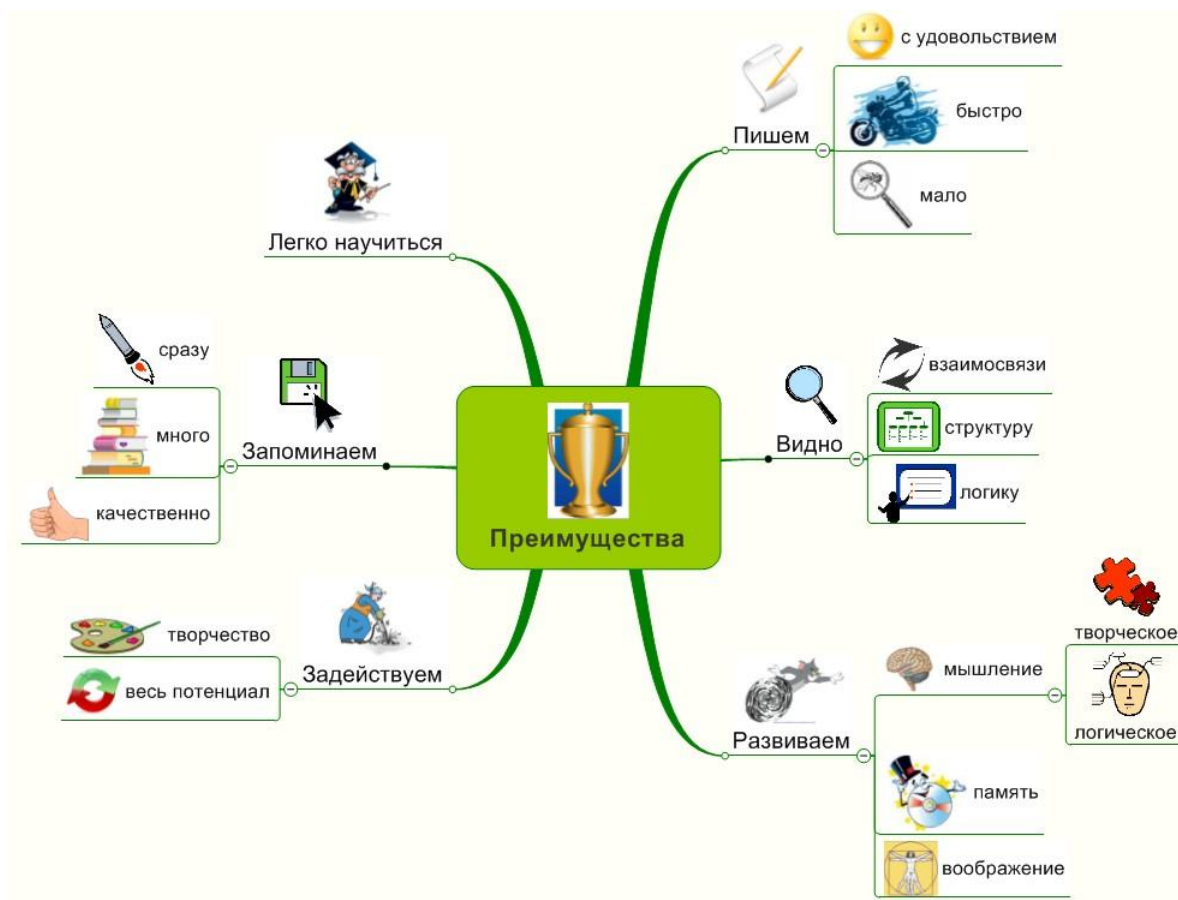 Преимущества
Пишем
с удовольствием
быстро
мало
Видно
взаимосвязи
структуру
логику
Развиваем
мышление
творческое
логическое
память
воображение
Задействуем
творчество
весь потенциал
Запоминаем
сразу
много
качественно
Легко научиться